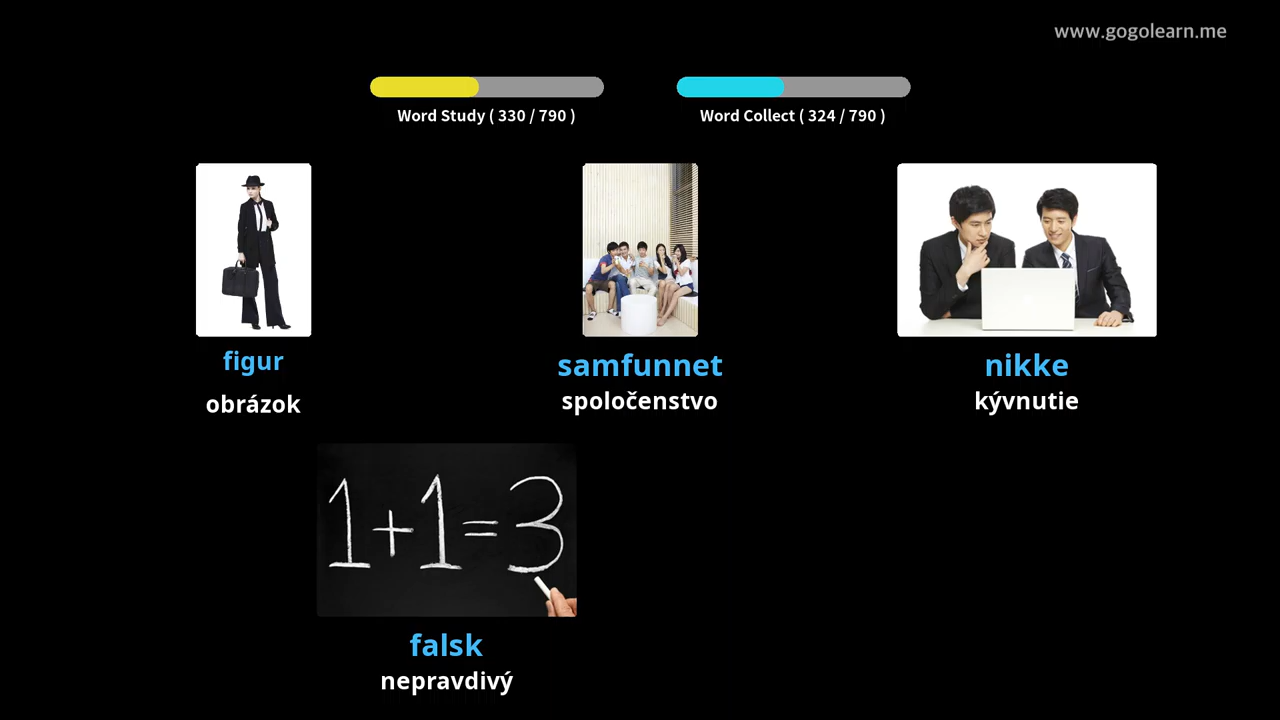 www.gogolearn.me
Word Study ( 330 / 790 )
Word Collect ( 324 / 790 )
figur
obrázok
samfunnet
spoločenstvo
nikke
kývnutie
1+1=3
falsk
nepravdivý